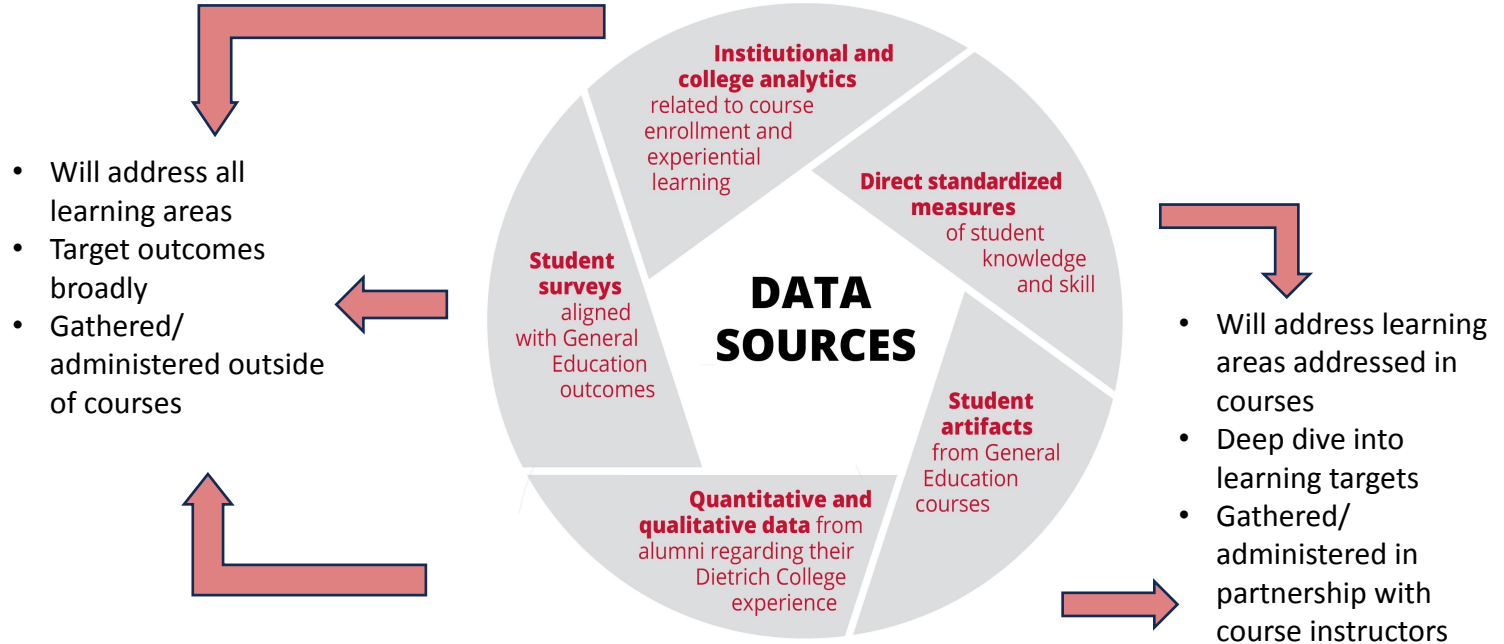 Institutional and
college analytics
related to course
enrollment and
experiential
learning
Direct standardized
measures
of student
knowledge
and skill
Student
artifacts
from General
Education
courses
Quantitative and
qualitative data from
alumni regarding their
Dietrich College
experience
Student
surveys
aligned
with General
Education
outcomes
DATA
SOURCES
• Will address all
learning areas
• Target outcomes
broadly
• Gathered/
administered outside
of courses
• Will address learning
areas addressed in
courses
• Deep dive into
learning targets
• Gathered/
administered in
partnership with
course instructors